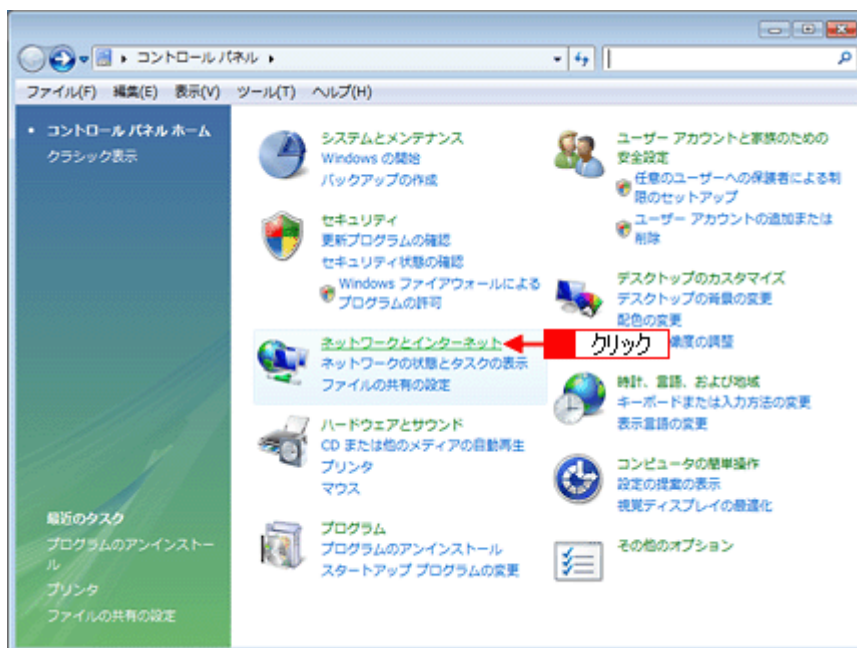 コントロール パネル
ファイル(F) 編集(E) 表示(V) ツール(T) ヘルプ(H)
コントロール パネル ホーム
クラシック表示
最近のタスク
プログラムのアンインストー
ル
プリンタ
ファイルの共有の設定
システムとメンテナンス
Windows の開始
バックアップの作成
セキュリティ
更新プログラムの確認
セキュリティ状態の確認
Windows ファイアウォールによる
プログラムの許可
ネットワークとインターネット
クリック
ネットワークの状態とタスクの表示
ファイルの共有の設定
ハードウェアとサウンド
CD または他のメディアの自動再生
プリンタ
マウス
プログラム
プログラムのアンインストール
スタートアップ プログラムの変更
ユーザー アカウントと家族のための
安全設定
任意のユーザーへの保護者による制
限のセットアップ
ユーザー アカウントの追加または
削除
デスクトップのカスタマイズ
デスクトップの背景の変更
配色の変更
像度の調整
時計、言語、および地域
キーボードまたは入力方法の変更
表示言語の変更
コンピュータの簡単操作
設定の提案の表示
視覚ディスプレイの最適化
その他のオプション